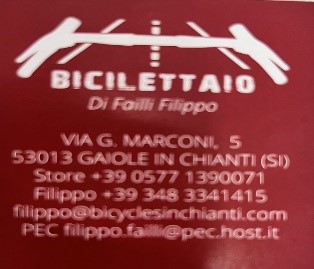 BICILETTAIO
Di Failli Filippo
VIA G. MARCONI, 5
53013 GAIOLE IN CHIANTI (SI)
Store +39 0577 1390071
Filippo +39 348 3341415
filippo@bicyclesinchianti.com
PEC filippo.failli@pec.host.it